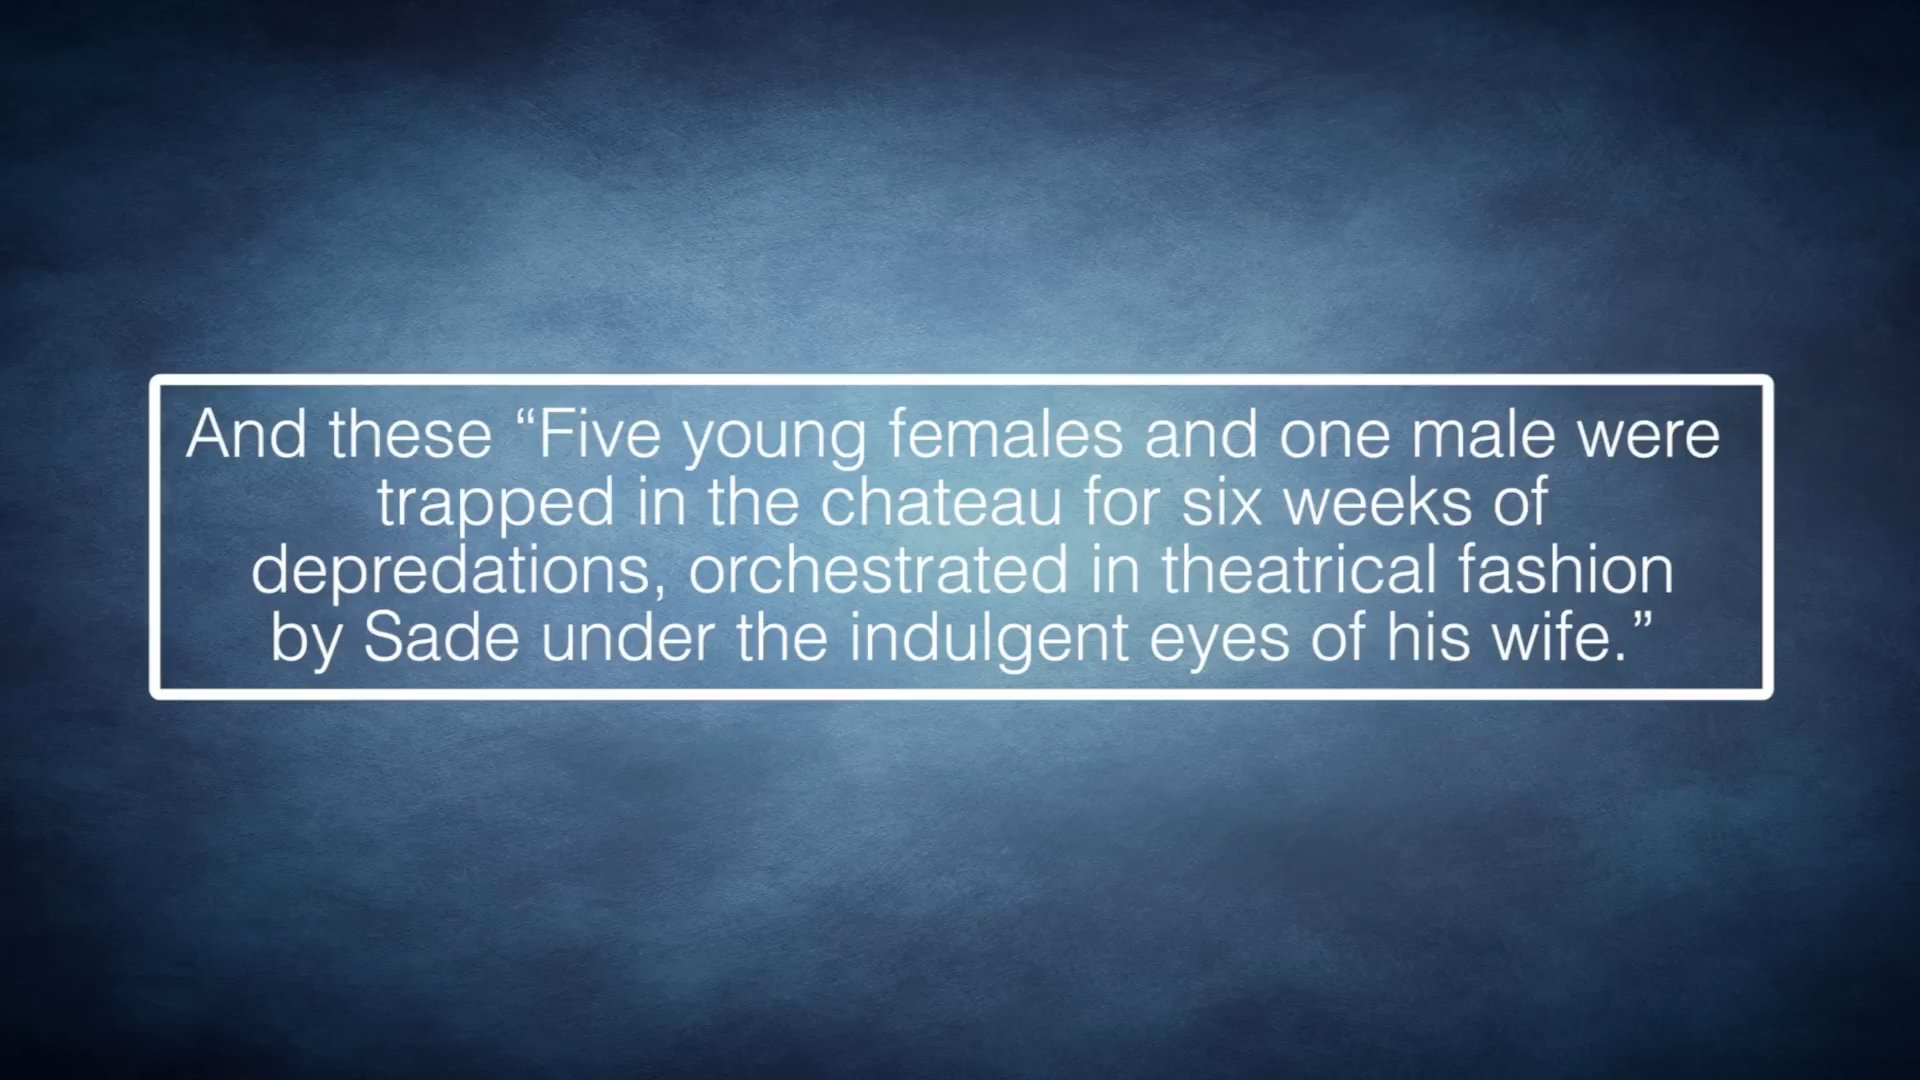 And these “Five young females and one male were
trapped in the chateau for six weeks of
depredations, orchestrated in theatrical fashion
by Sade under the indulgent eyes of his wife.”